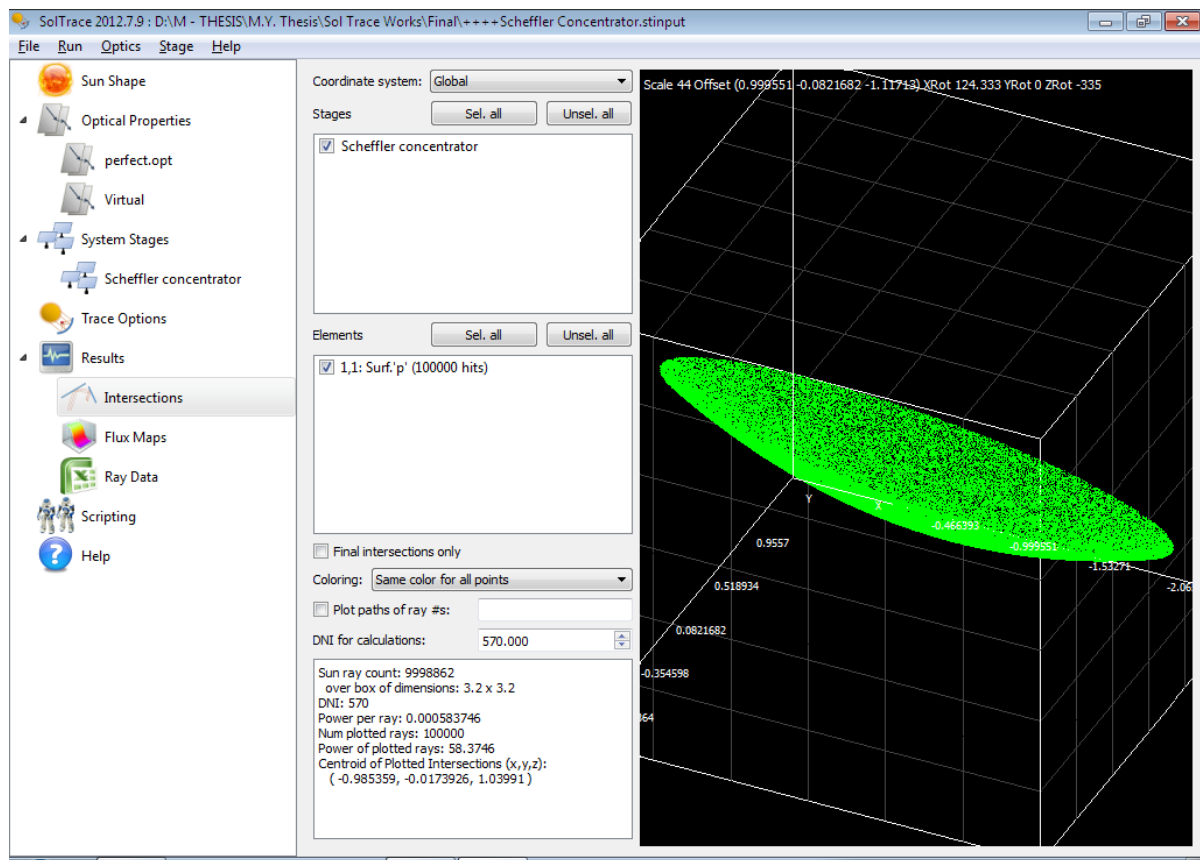 SolTrace 2012.7.9 : D:\M - THESIS\M.Y. Thesis\Sol Trace Works\Final\++++Scheffler Concentrator.stinput
File Run Optics Stage Help
Sun Shape
Optical Properties
perfect.opt
Virtual
System Stages
Scheffler concentrator
Trace Options
Results
Intersections
Flux Maps
Ray Data
Scripting
Help
Coordinate system: Global
Stages Sel. all Unsel. all
Scheffler concentrator
Elements Sel. all Unsel. all
1,1: Surf.'p' (100000 hits)
Final intersections only
Coloring: Same color for all points
Plot paths of ray #s:
DNI for calculations: 570.000
Sun ray count: 9998862
over box of dimensions: 3.2 x 3.2
DNI: 570
Power per ray: 0.000583746
Num plotted rays: 100000
Power of plotted rays: 58.3746
Centroid of Plotted Intersections (x,y,z):
( -0.985359, -0.0173926, 1.03991 )
Scale 44 Offset (0.999551 -0.0821682 -1.11713) XRot 124.333 YRot 0 ZRot -335
Y
X
-0.466393
-0.999551
-1.53271
-2.06
0.9557
0.518934
0.0821682
-0.354598
364